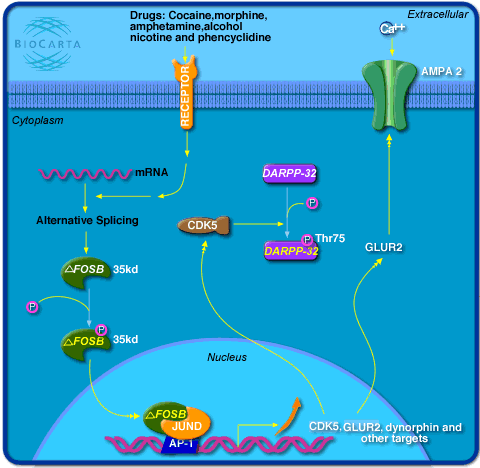 BIOCARTA
Drugs: Cocaine,morphine,
amphetamine,alcohol
nicotine and phencyclidine
Extracellular
Ca++
AMPA 2
RECEPTOR
Cytoplasm
mRNA
Alternative Splicing
DARPP-32
P
CDK5
P
Thr75
DARPP-32
GLUR2
△FOSB
35kd
P
P
△FOSB
35kd
Nucleus
△FOSB
JUND
AP-1
CDK5, GLUR2, dynorphin and
other targets